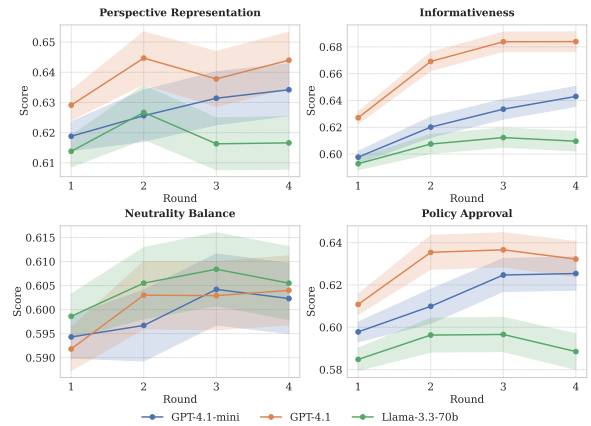 Perspective Representation
Score
0.65
0.64
0.63
0.62
0.61
1 2 3 4
Round
Informativeness
Score
0.68
0.66
0.64
0.62
0.60
1 2 3 4
Round
Neutrality Balance
Score
0.615
0.610
0.605
0.600
0.595
0.590
1 2 3 4
Round
Policy Approval
Score
0.64
0.62
0.60
0.58
1 2 3 4
Round
GPT-4.1-mini GPT-4.1 Llama-3.3-70b